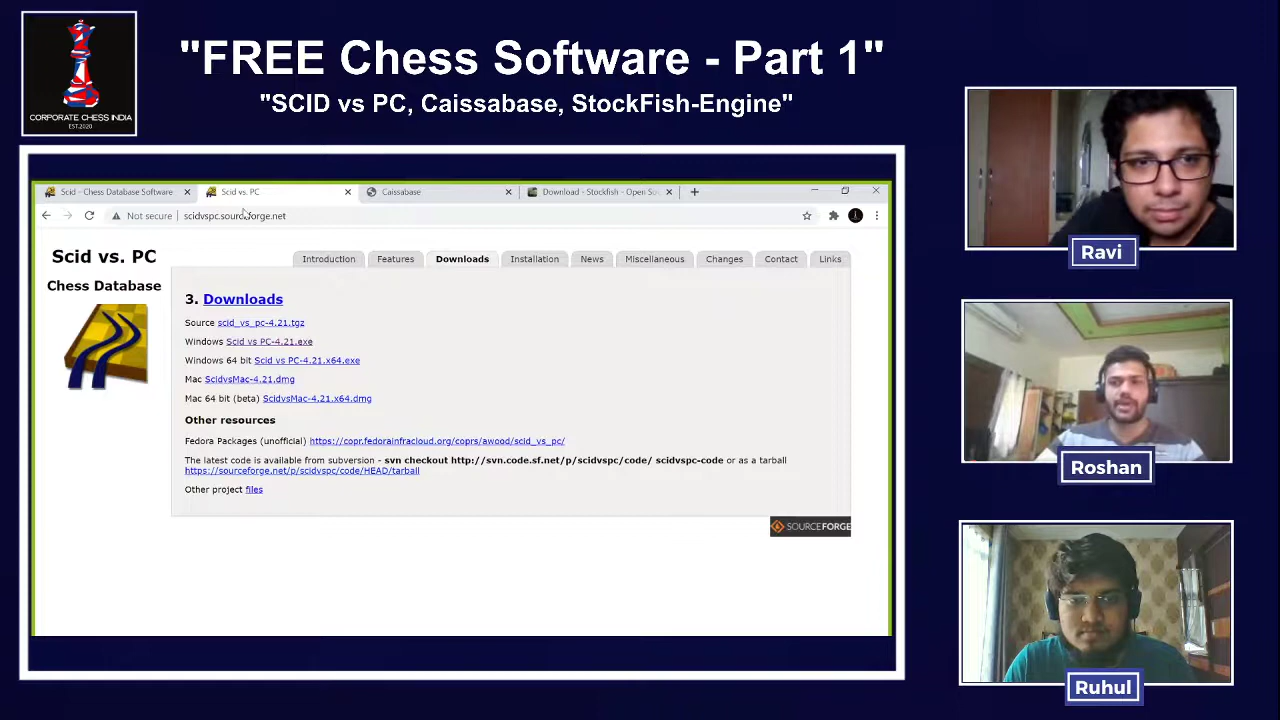 "FREE Chess Software - Part 1"
"SCID vs PC, Caissabase, StockFish-Engine"
CORPORATE CHESS INDIA
EST.2020
Scid - Chess Database Software
Scid vs. PC
Caissabase
Download - Stockfish - Open So
Not secure | scidvspc.sourceforge.net
Scid vs. PC
Chess Database
Introduction
Features
Downloads
Installation
News
Miscellaneous
Changes
Contact
Links
3. Downloads
Source scid_vs_pc-4.21.tgz
Windows Scid vs PC-4.21.exe
Windows 64 bit Scid vs PC-4.21.x64.exe
Mac ScidvsMac-4.21.dmg
Mac 64 bit (beta) ScidvsMac-4.21.x64.dmg
Other resources
Fedora Packages (unofficial) https://copr.fedorainfracloud.org/coprs/awood/scid_vs_pc/
The latest code is available from subversion - svn checkout http://svn.code.sf.net/p/scidvspc/code/ scidvspc-code or as a tarball
https://sourceforge.net/p/scidvspc/code/HEAD/tarball
Other project files
SOURCEFORGE
Ravi
Roshan
Ruhul